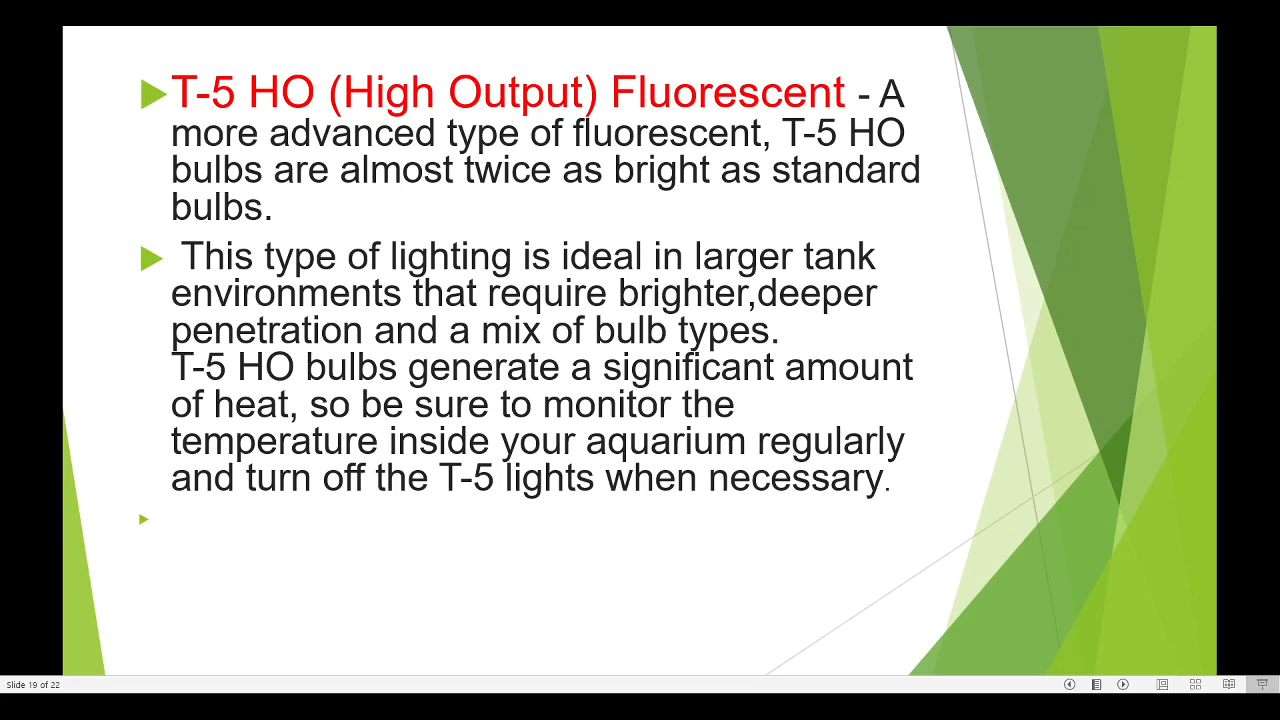 T-5 HO (High Output) Fluorescent - A
more advanced type of fluorescent, T-5 HO
bulbs are almost twice as bright as standard
bulbs.
This type of lighting is ideal in larger tank
environments that require brighter,deeper
penetration and a mix of bulb types.
T-5 HO bulbs generate a significant amount
of heat, so be sure to monitor the
temperature inside your aquarium regularly
and turn off the T-5 lights when necessary.
Slide 19 of 22